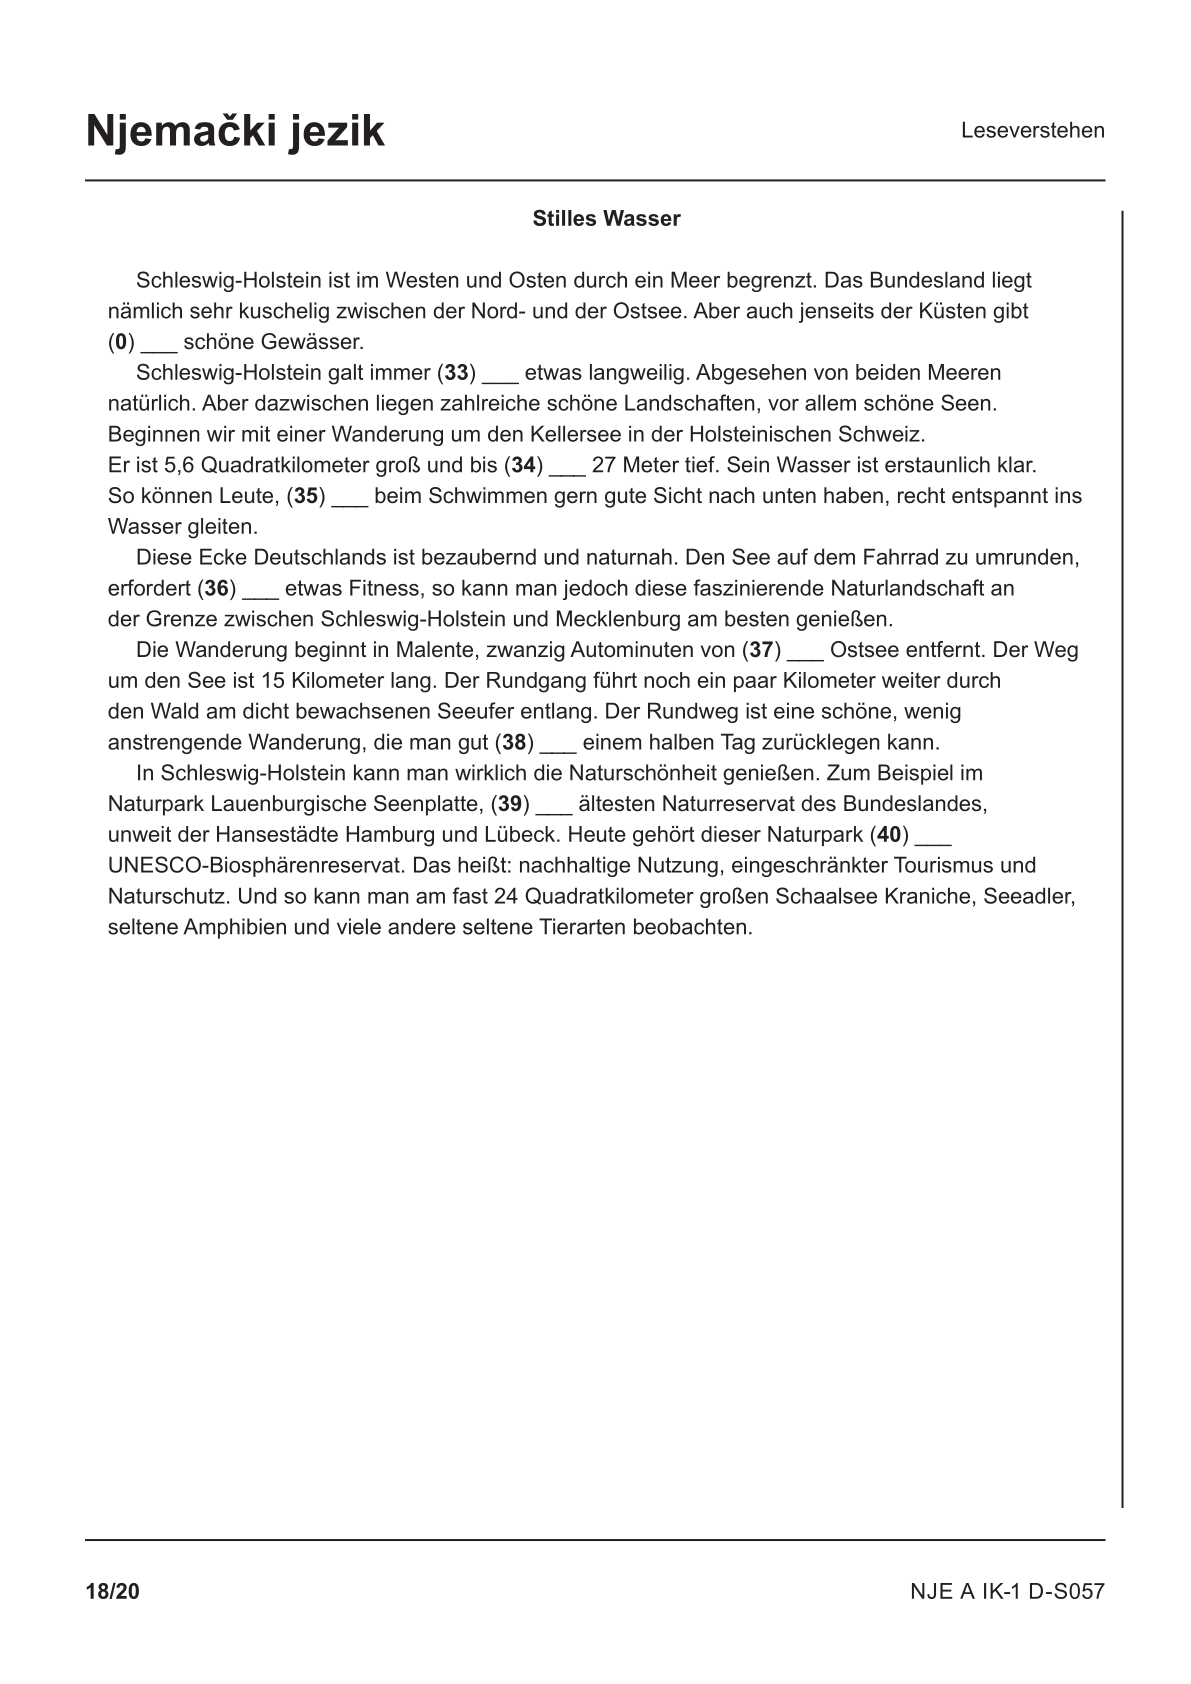 Njemački jezik
Leseverstehen
Stilles Wasser
Schleswig-Holstein ist im Westen und Osten durch ein Meer begrenzt. Das Bundesland liegt
nämlich sehr kuschelig zwischen der Nord- und der Ostsee. Aber auch jenseits der Küsten gibt
(0) ___ schöne Gewässer.
Schleswig-Holstein galt immer (33) ___ etwas langweilig. Abgesehen von beiden Meeren
natürlich. Aber dazwischen liegen zahlreiche schöne Landschaften, vor allem schöne Seen.
Beginnen wir mit einer Wanderung um den Kellersee in der Holsteinischen Schweiz.
Er ist 5,6 Quadratkilometer groß und bis (34) ___ 27 Meter tief. Sein Wasser ist erstaunlich klar.
So können Leute, (35) ___ beim Schwimmen gern gute Sicht nach unten haben, recht entspannt ins
Wasser gleiten.
Diese Ecke Deutschlands ist bezaubernd und naturnah. Den See auf dem Fahrrad zu umrunden,
erfordert (36) ___ etwas Fitness, so kann man jedoch diese faszinierende Naturlandschaft an
der Grenze zwischen Schleswig-Holstein und Mecklenburg am besten genießen.
Die Wanderung beginnt in Malente, zwanzig Autominuten von (37) ___ Ostsee entfernt. Der Weg
um den See ist 15 Kilometer lang. Der Rundgang führt noch ein paar Kilometer weiter durch
den Wald am dicht bewachsenen Seeufer entlang. Der Rundweg ist eine schöne, wenig
anstrengende Wanderung, die man gut (38) ___ einem halben Tag zurücklegen kann.
In Schleswig-Holstein kann man wirklich die Naturschönheit genießen. Zum Beispiel im
Naturpark Lauenburgische Seenplatte, (39) ___ ältesten Naturreservat des Bundeslandes,
unweit der Hansestädte Hamburg und Lübeck. Heute gehört dieser Naturpark (40) ___
UNESCO-Biosphärenreservat. Das heißt: nachhaltige Nutzung, eingeschränkter Tourismus und
Naturschutz. Und so kann man am fast 24 Quadratkilometer großen Schaalsee Kraniche, Seeadler,
seltene Amphibien und viele andere seltene Tierarten beobachten.
18/20
NJE A IK-1 D-S057